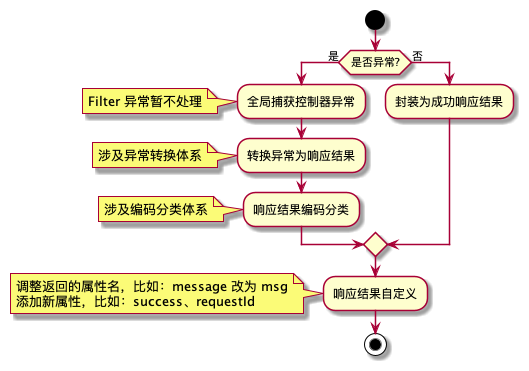 是否异常?
是
否
Filter 异常暂不处理
全局捕获控制器异常
封装为成功响应结果
涉及异常转换体系
转换异常为响应结果
涉及编码分类体系
响应结果编码分类
调整返回的属性名，比如：message 改为 msg
添加新属性，比如：success、requestId
响应结果自定义